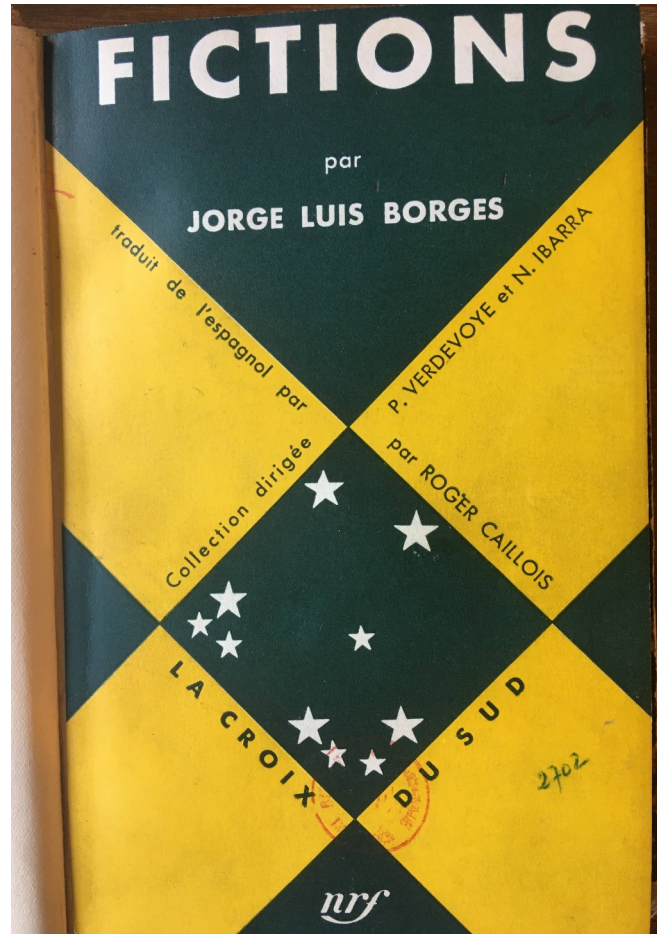 FICTIONS
par
JORGE LUIS BORGES
traduit de l'espagnol par
P. VERDEVOYE et N. IBARRA
Collection dirigée
par ROGER CAILLOIS
LA CROIX
DU SUD
2702
nrf